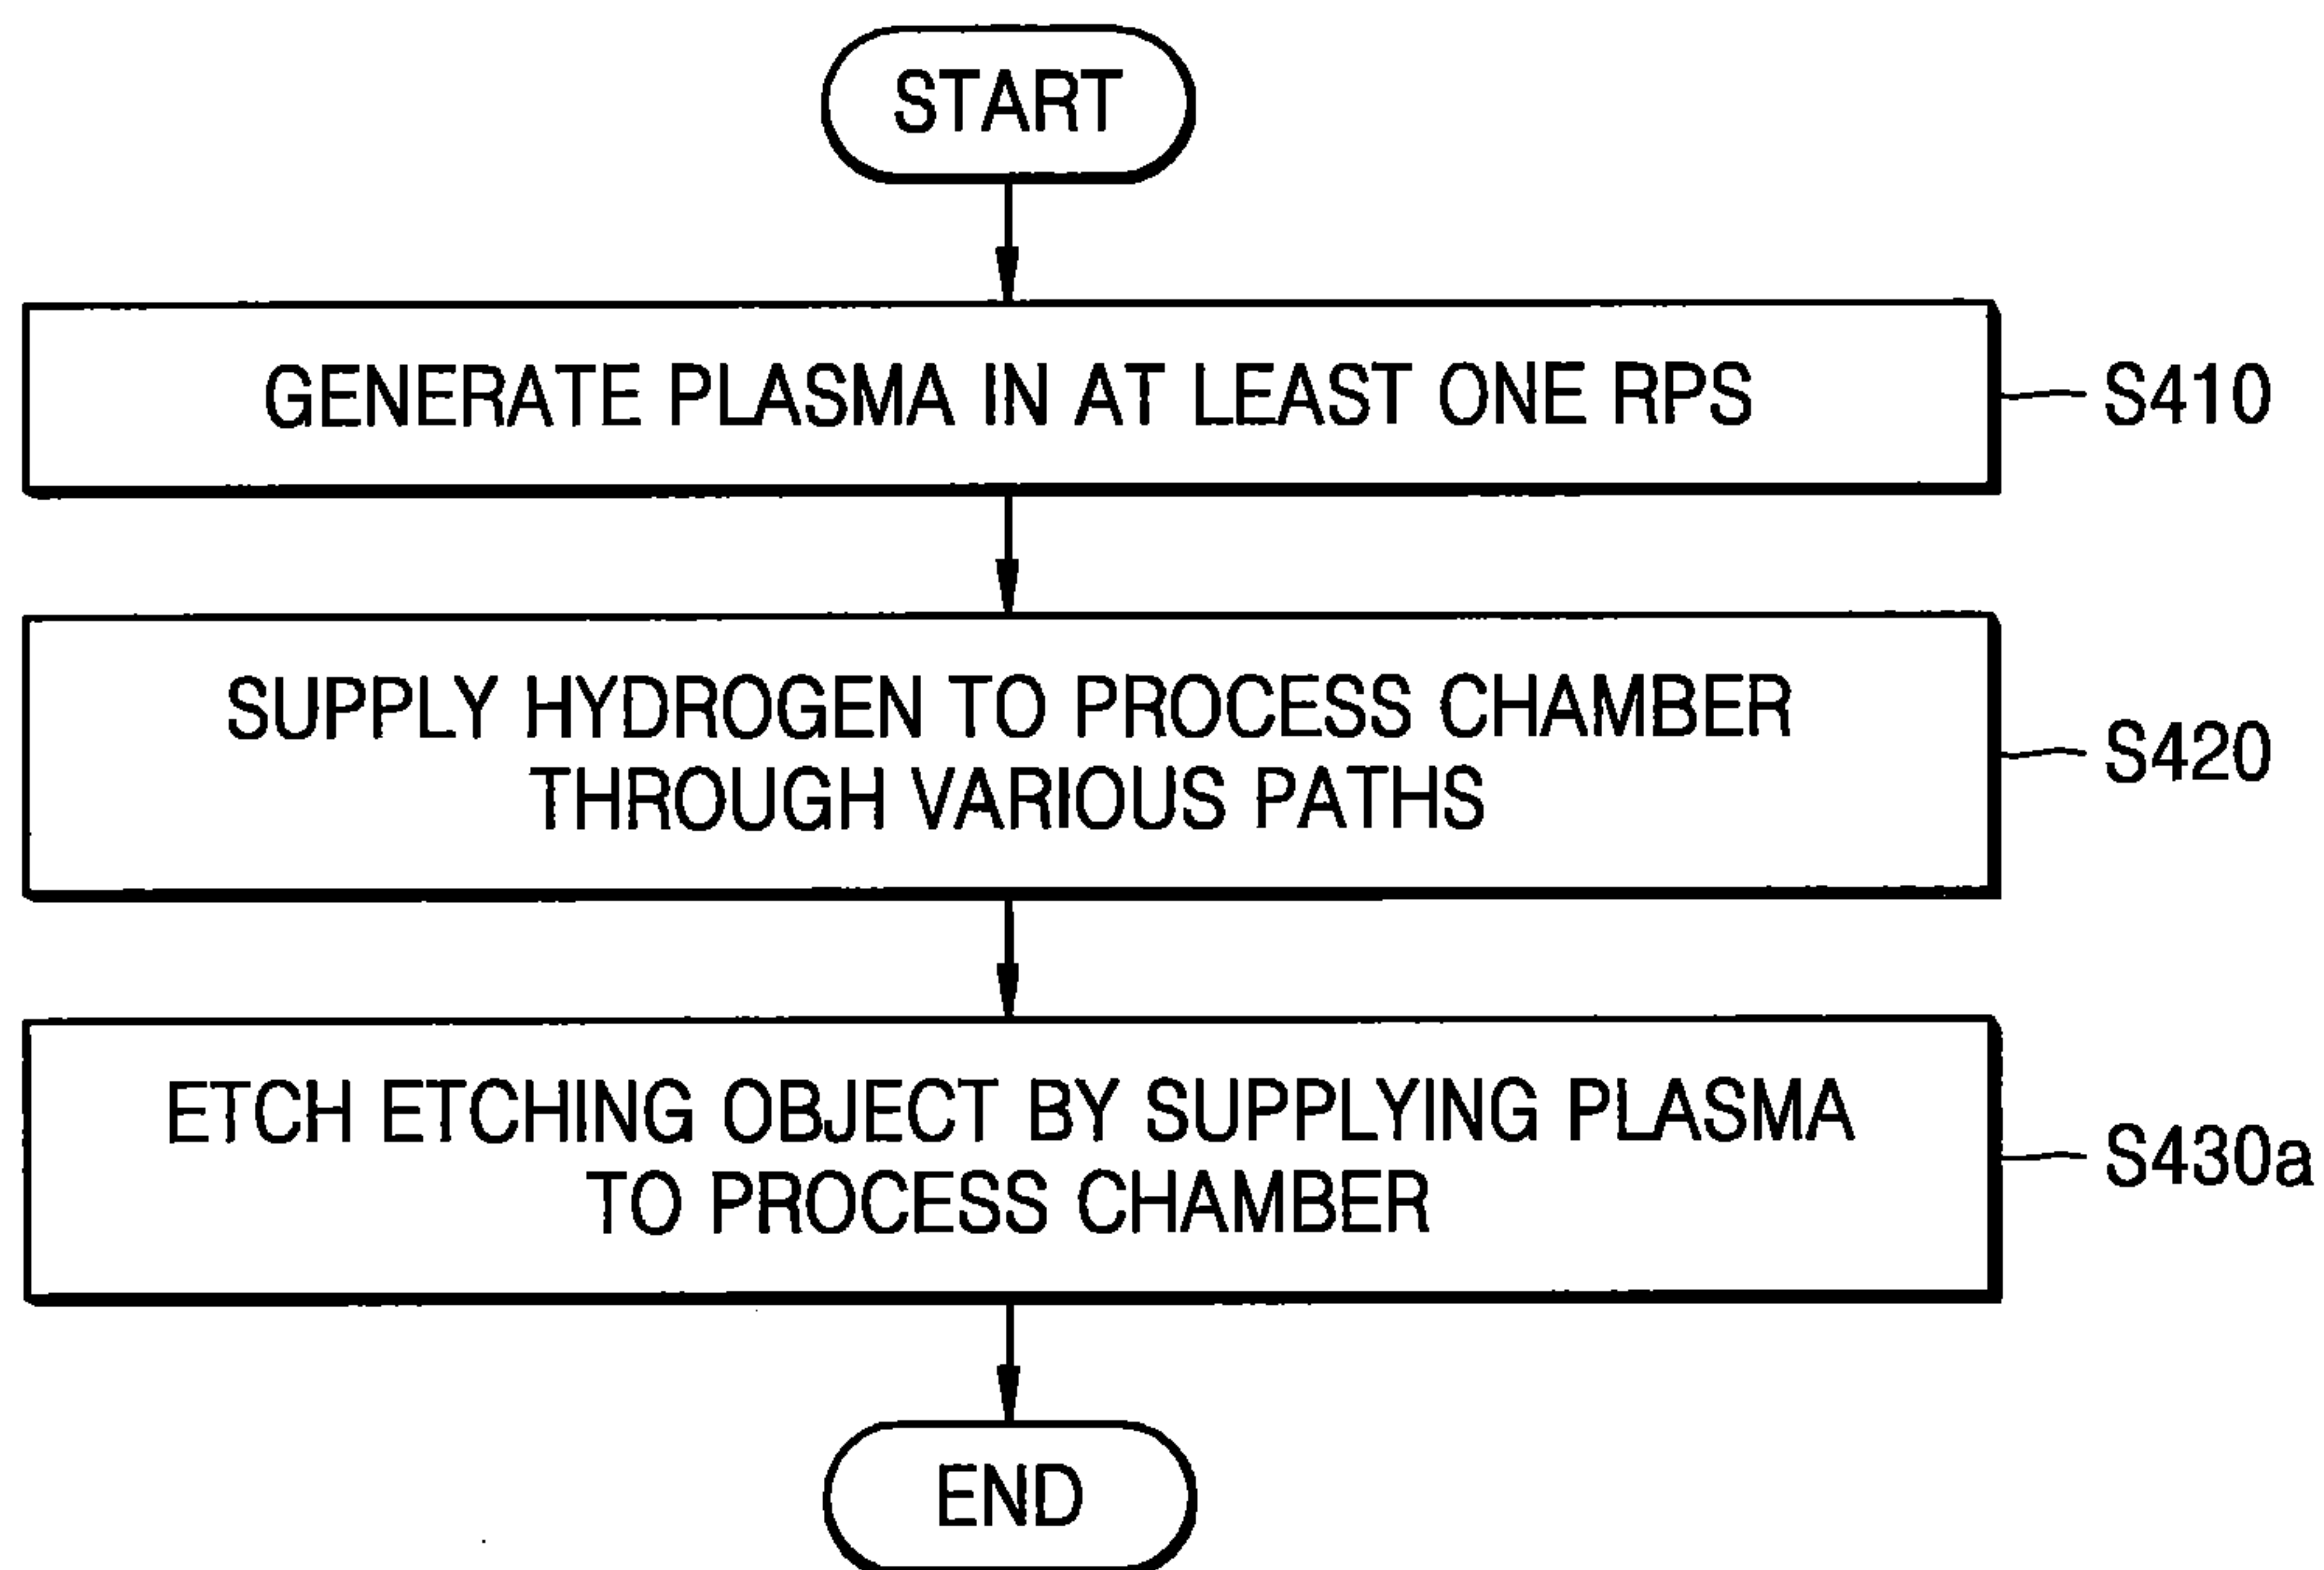 START
GENERATE PLASMA IN AT LEAST ONE RPS
S410
SUPPLY HYDROGEN TO PROCESS CHAMBER
THROUGH VARIOUS PATHS
S420
ETCH ETCHING OBJECT BY SUPPLYING PLASMA
TO PROCESS CHAMBER
S430a
END